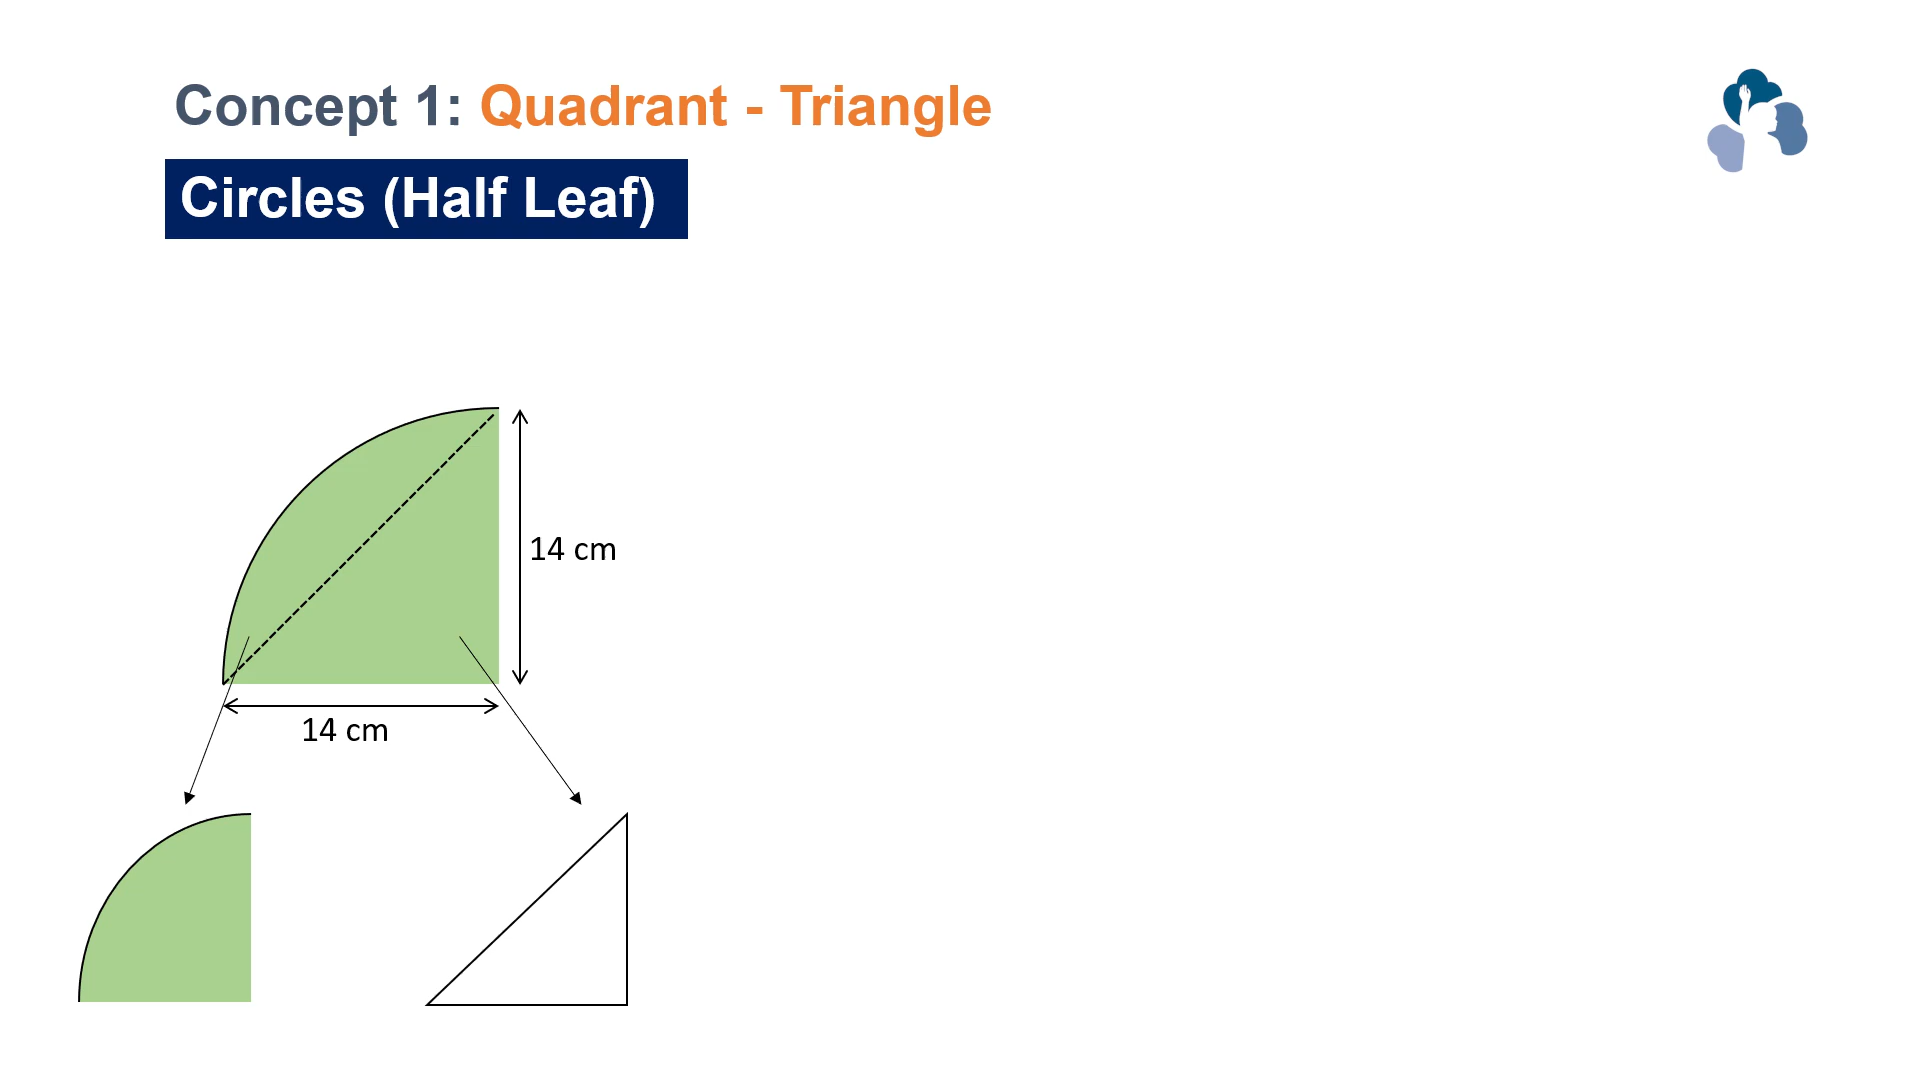 Concept 1: Quadrant - Triangle
Circles (Half Leaf)
14 cm
14 cm